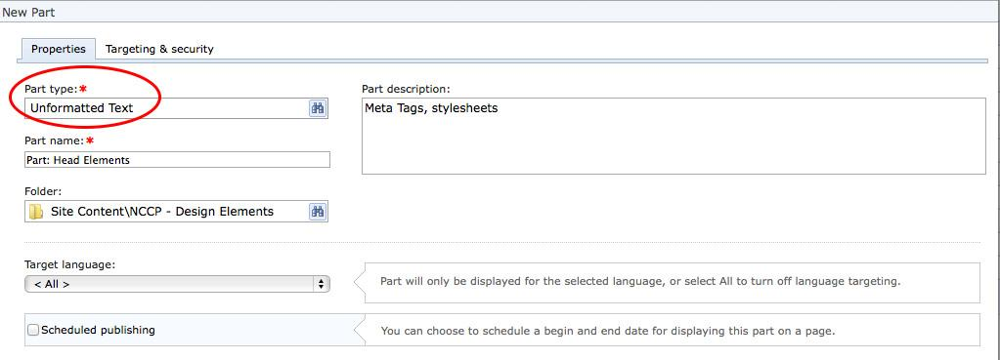 New Part
Properties Targeting & security
Part type:*
Unformatted Text
Part description:
Meta Tags, stylesheets
Part name:*
Part: Head Elements
Folder:
Site Content\NCCP - Design Elements
Target language:
< All >
Part will only be displayed for the selected language, or select All to turn off language targeting.
Scheduled publishing
You can choose to schedule a begin and end date for displaying this part on a page.